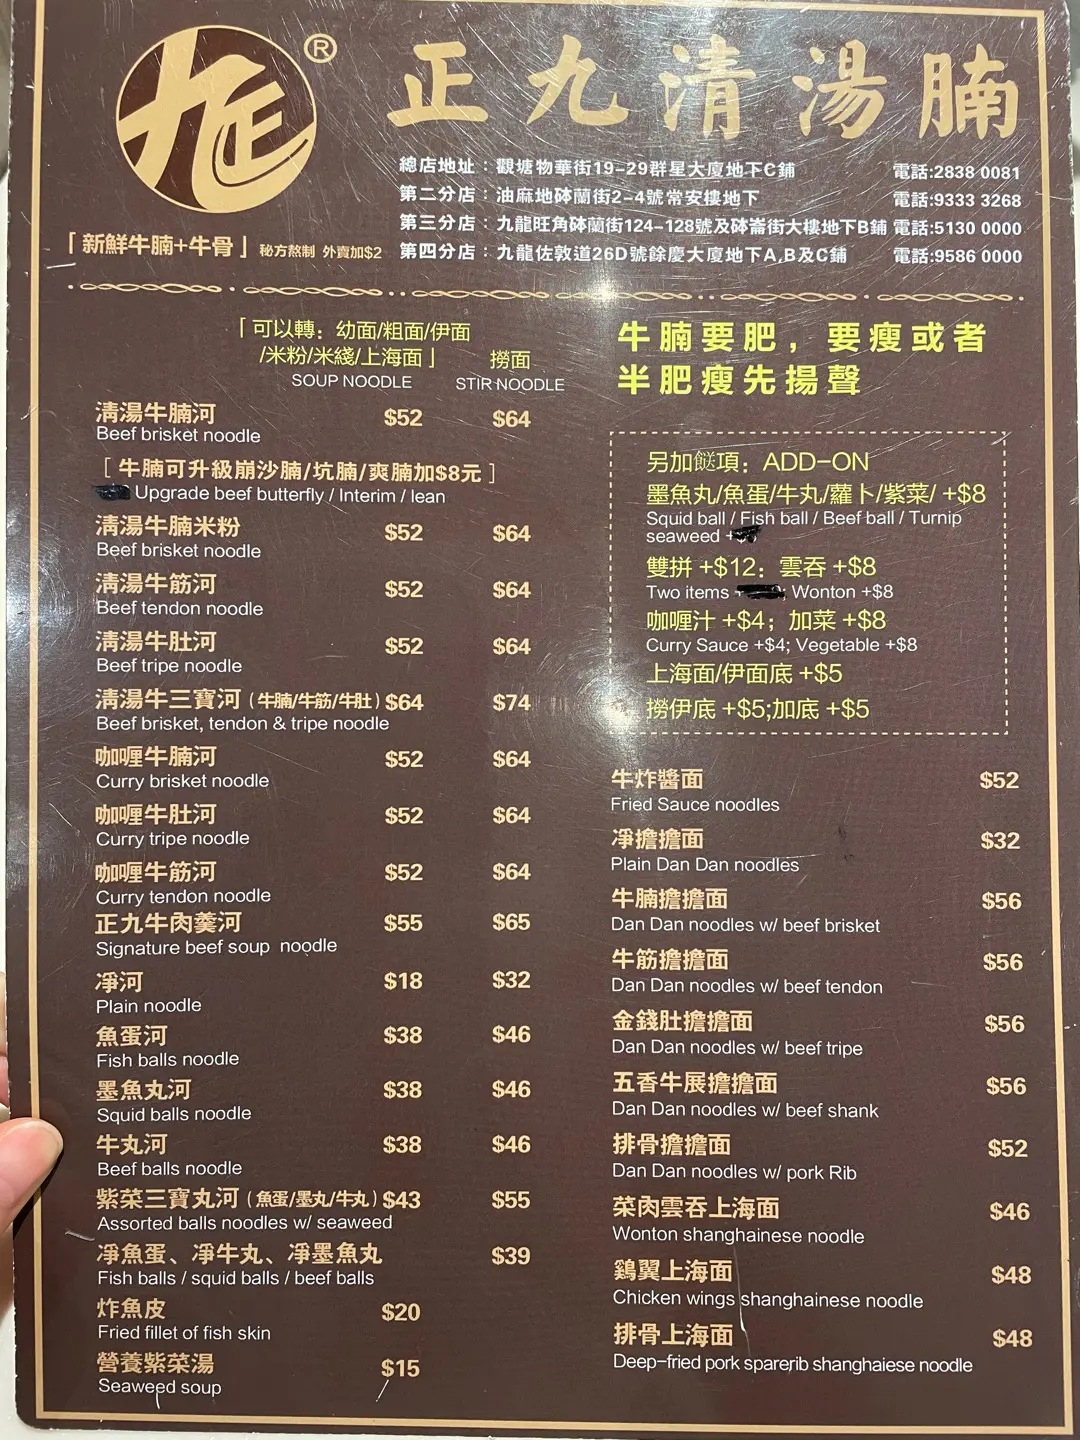 九正®
正九清湯腩
總店地址：觀塘物華街19-29群星大廈地下C鋪 電話:2838 0081
第二分店：油麻地砵蘭街2-4號常安樓地下 電話:9333 3268
第三分店：九龍旺角砵蘭街124-128號及砵崙街大樓地下B鋪 電話:5130 0000
第四分店：九龍佐敦道26D號餘慶大廈地下A,B及C鋪 電話:9586 0000
「新鮮牛腩+牛骨」秘方熬制 外賣加$2
「可以轉：幼面/粗面/伊面
/米粉/米綫/上海面」 撈面
SOUP NOODLE STIR NOODLE
清湯牛腩河 $52 $64
Beef brisket noodle
［牛腩可升級崩沙腩/坑腩/爽腩加$8元］
Upgrade beef butterfly / Interim / lean
清湯牛腩米粉 $52 $64
Beef brisket noodle
清湯牛筋河 $52 $64
Beef tendon noodle
清湯牛肚河 $52 $64
Beef tripe noodle
清湯牛三寶河（牛腩/牛筋/牛肚）$64 $74
Beef brisket, tendon & tripe noodle
咖喱牛腩河 $52 $64
Curry brisket noodle
咖喱牛肚河 $52 $64
Curry tripe noodle
咖喱牛筋河 $52 $64
Curry tendon noodle
正九牛肉羹河 $55 $65
Signature beef soup noodle
凈河 $18 $32
Plain noodle
魚蛋河 $38 $46
Fish balls noodle
墨魚丸河 $38 $46
Squid balls noodle
牛丸河 $38 $46
Beef balls noodle
紫菜三寶丸河（魚蛋/墨丸/牛丸）$43 $55
Assorted balls noodles w/ seaweed
凈魚蛋、凈牛丸、凈墨魚丸 $39
Fish balls / squid balls / beef balls
炸魚皮 $20
Fried fillet of fish skin
營養紫菜湯 $15
Seaweed soup
牛腩要肥，要瘦或者
半肥瘦先揚聲
另加餸項：ADD-ON
墨魚丸/魚蛋/牛丸/蘿卜/紫菜/ +$8
Squid ball / Fish ball / Beef ball / Turnip
seaweed
雙拼 +$12：雲吞 +$8
Two items ; Wonton +$8
咖喱汁 +$4；加菜 +$8
Curry Sauce +$4; Vegetable +$8
上海面/伊面底 +$5
撈伊底 +$5;加底 +$5
牛炸醬面 $52
Fried Sauce noodles
凈擔擔面 $32
Plain Dan Dan noodles
牛腩擔擔面 $56
Dan Dan noodles w/ beef brisket
牛筋擔擔面 $56
Dan Dan noodles w/ beef tendon
金錢肚擔擔面 $56
Dan Dan noodles w/ beef tripe
五香牛展擔擔面 $56
Dan Dan noodles w/ beef shank
排骨擔擔面 $52
Dan Dan noodles w/ pork Rib
菜肉雲吞上海面 $46
Wonton shanghainese noodle
鷄翼上海面 $48
Chicken wings shanghainese noodle
排骨上海面 $48
Deep-fried pork sparerib shanghaiese noodle